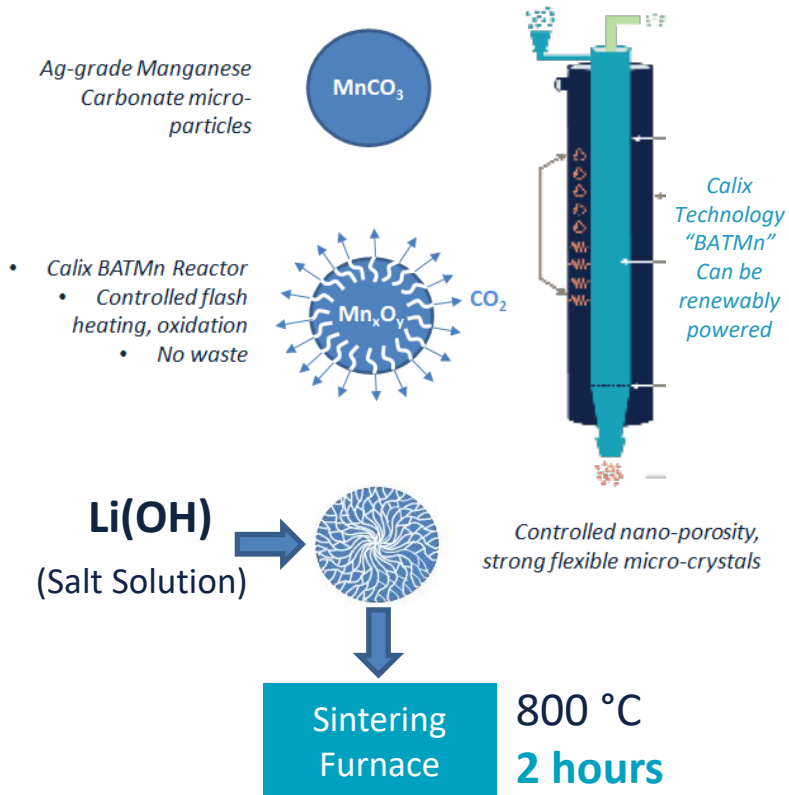 Ag-grade Manganese
Carbonate micro-
particles
MnCO₃
Calix
Technology
“BATMn”
Can be
renewably
powered
• Calix BATMn Reactor
• Controlled flash
heating, oxidation
• No waste
MnₓOᵧ
CO₂
Li(OH)
(Salt Solution)
Controlled nano-porosity,
strong flexible micro-crystals
Sintering
Furnace
800 °C
2 hours